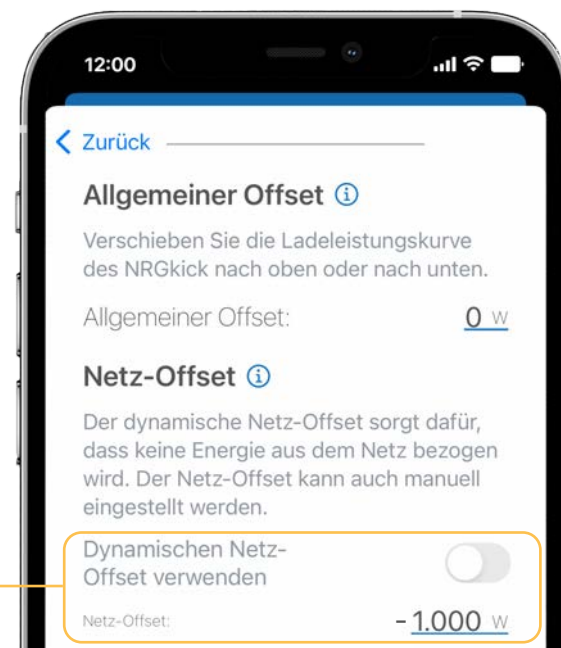 12:00
Zurück
Allgemeiner Offset
Verschieben Sie die Ladeleistungskurve
des NRGkick nach oben oder nach unten.
Allgemeiner Offset: 0 W
Netz-Offset
Der dynamische Netz-Offset sorgt dafür,
dass keine Energie aus dem Netz bezogen
wird. Der Netz-Offset kann auch manuell
eingestellt werden.
Dynamischen Netz-
Offset verwenden
Netz-Offset: -1.000 W